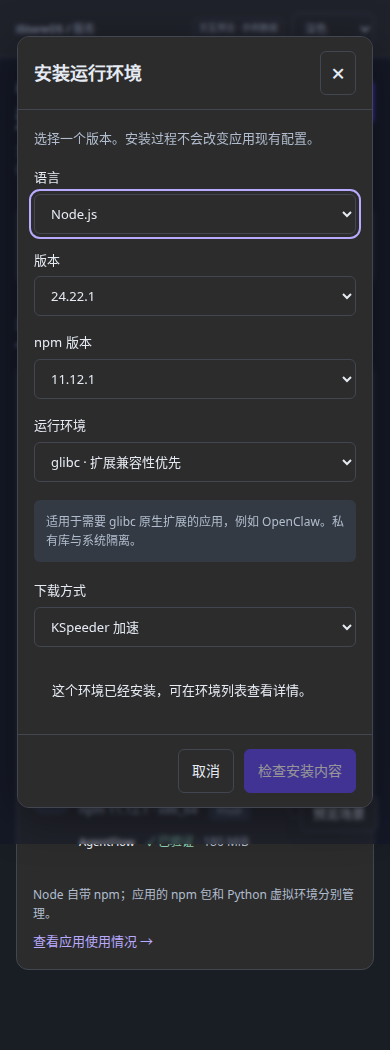 安装运行环境
选择一个版本。安装过程不会改变应用现有配置。
语言
Node.js
版本
24.22.1
npm 版本
11.12.1
运行环境
glibc · 扩展兼容性优先
适用于需要 glibc 原生扩展的应用，例如 OpenClaw。私
有库与系统隔离。
下载方式
KSpeeder 加速
这个环境已经安装，可在环境列表查看详情。
取消
检查安装内容
AgentFlow ✓ 已验证 180 MiB
Node 自带 npm；应用的 npm 包和 Python 虚拟环境分别管
理。
查看应用使用情况 →